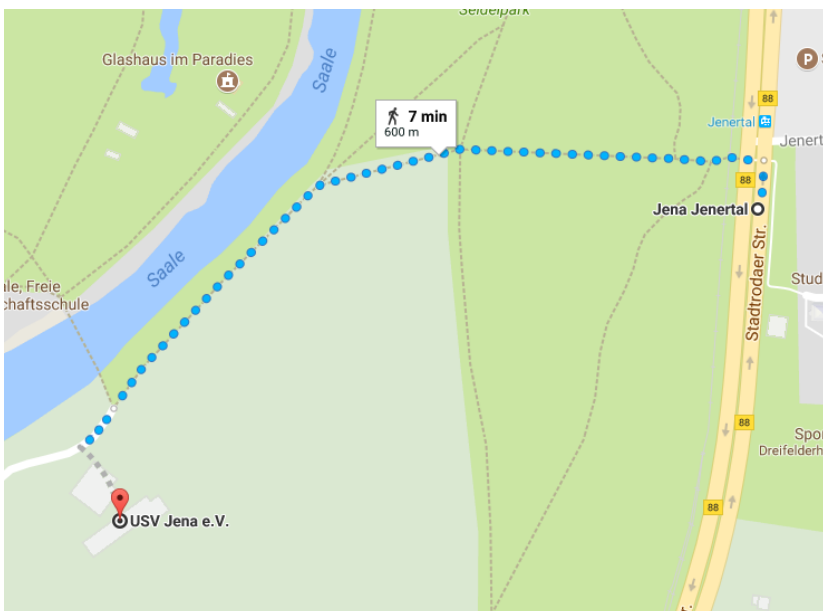 Seidelpark
Glashaus im Paradies
Saale
7 min
600 m
88
Jenertal
P
Jenert
88
Jena Jenertal
Saale
ale, Freie
chaftsschule
Stud
Stadtrodaer Str.
88
Spo
Dreifelderh
88
USV Jena e.V.